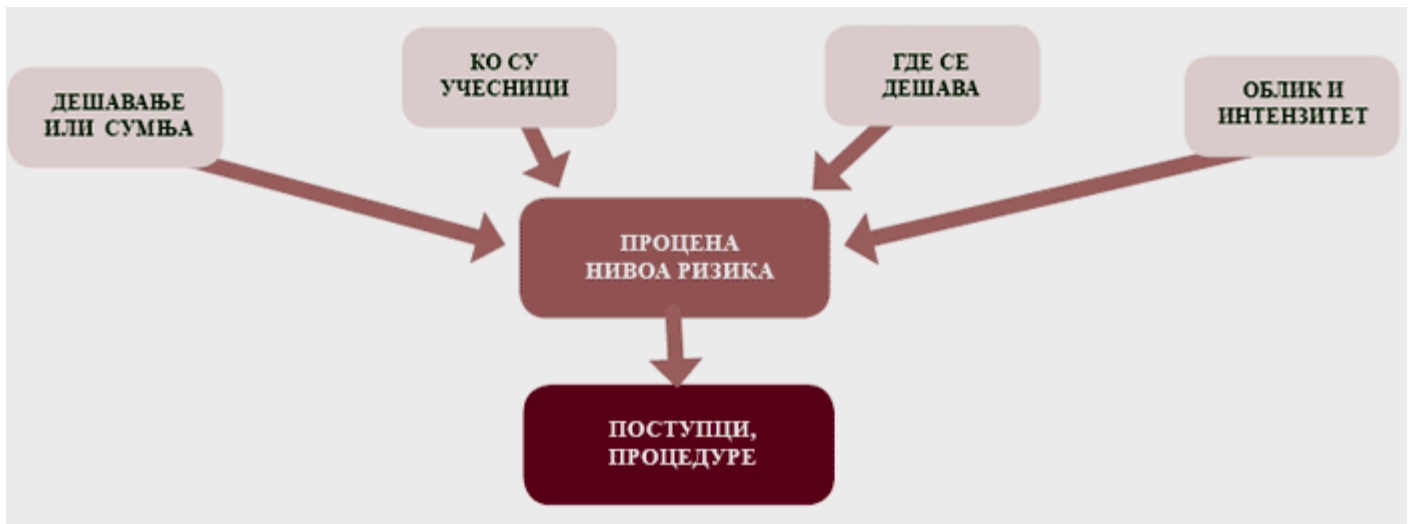 ДЕШАВАЊЕ
ИЛИ СУМЊА
КО СУ
УЧЕСНИЦИ
ГДЕ СЕ
ДЕШАВА
ОБЛИК И
ИНТЕНЗИТЕТ
ПРОЦЕНА
НИВОА РИЗИКА
ПОСТУПЦИ,
ПРОЦЕДУРЕ